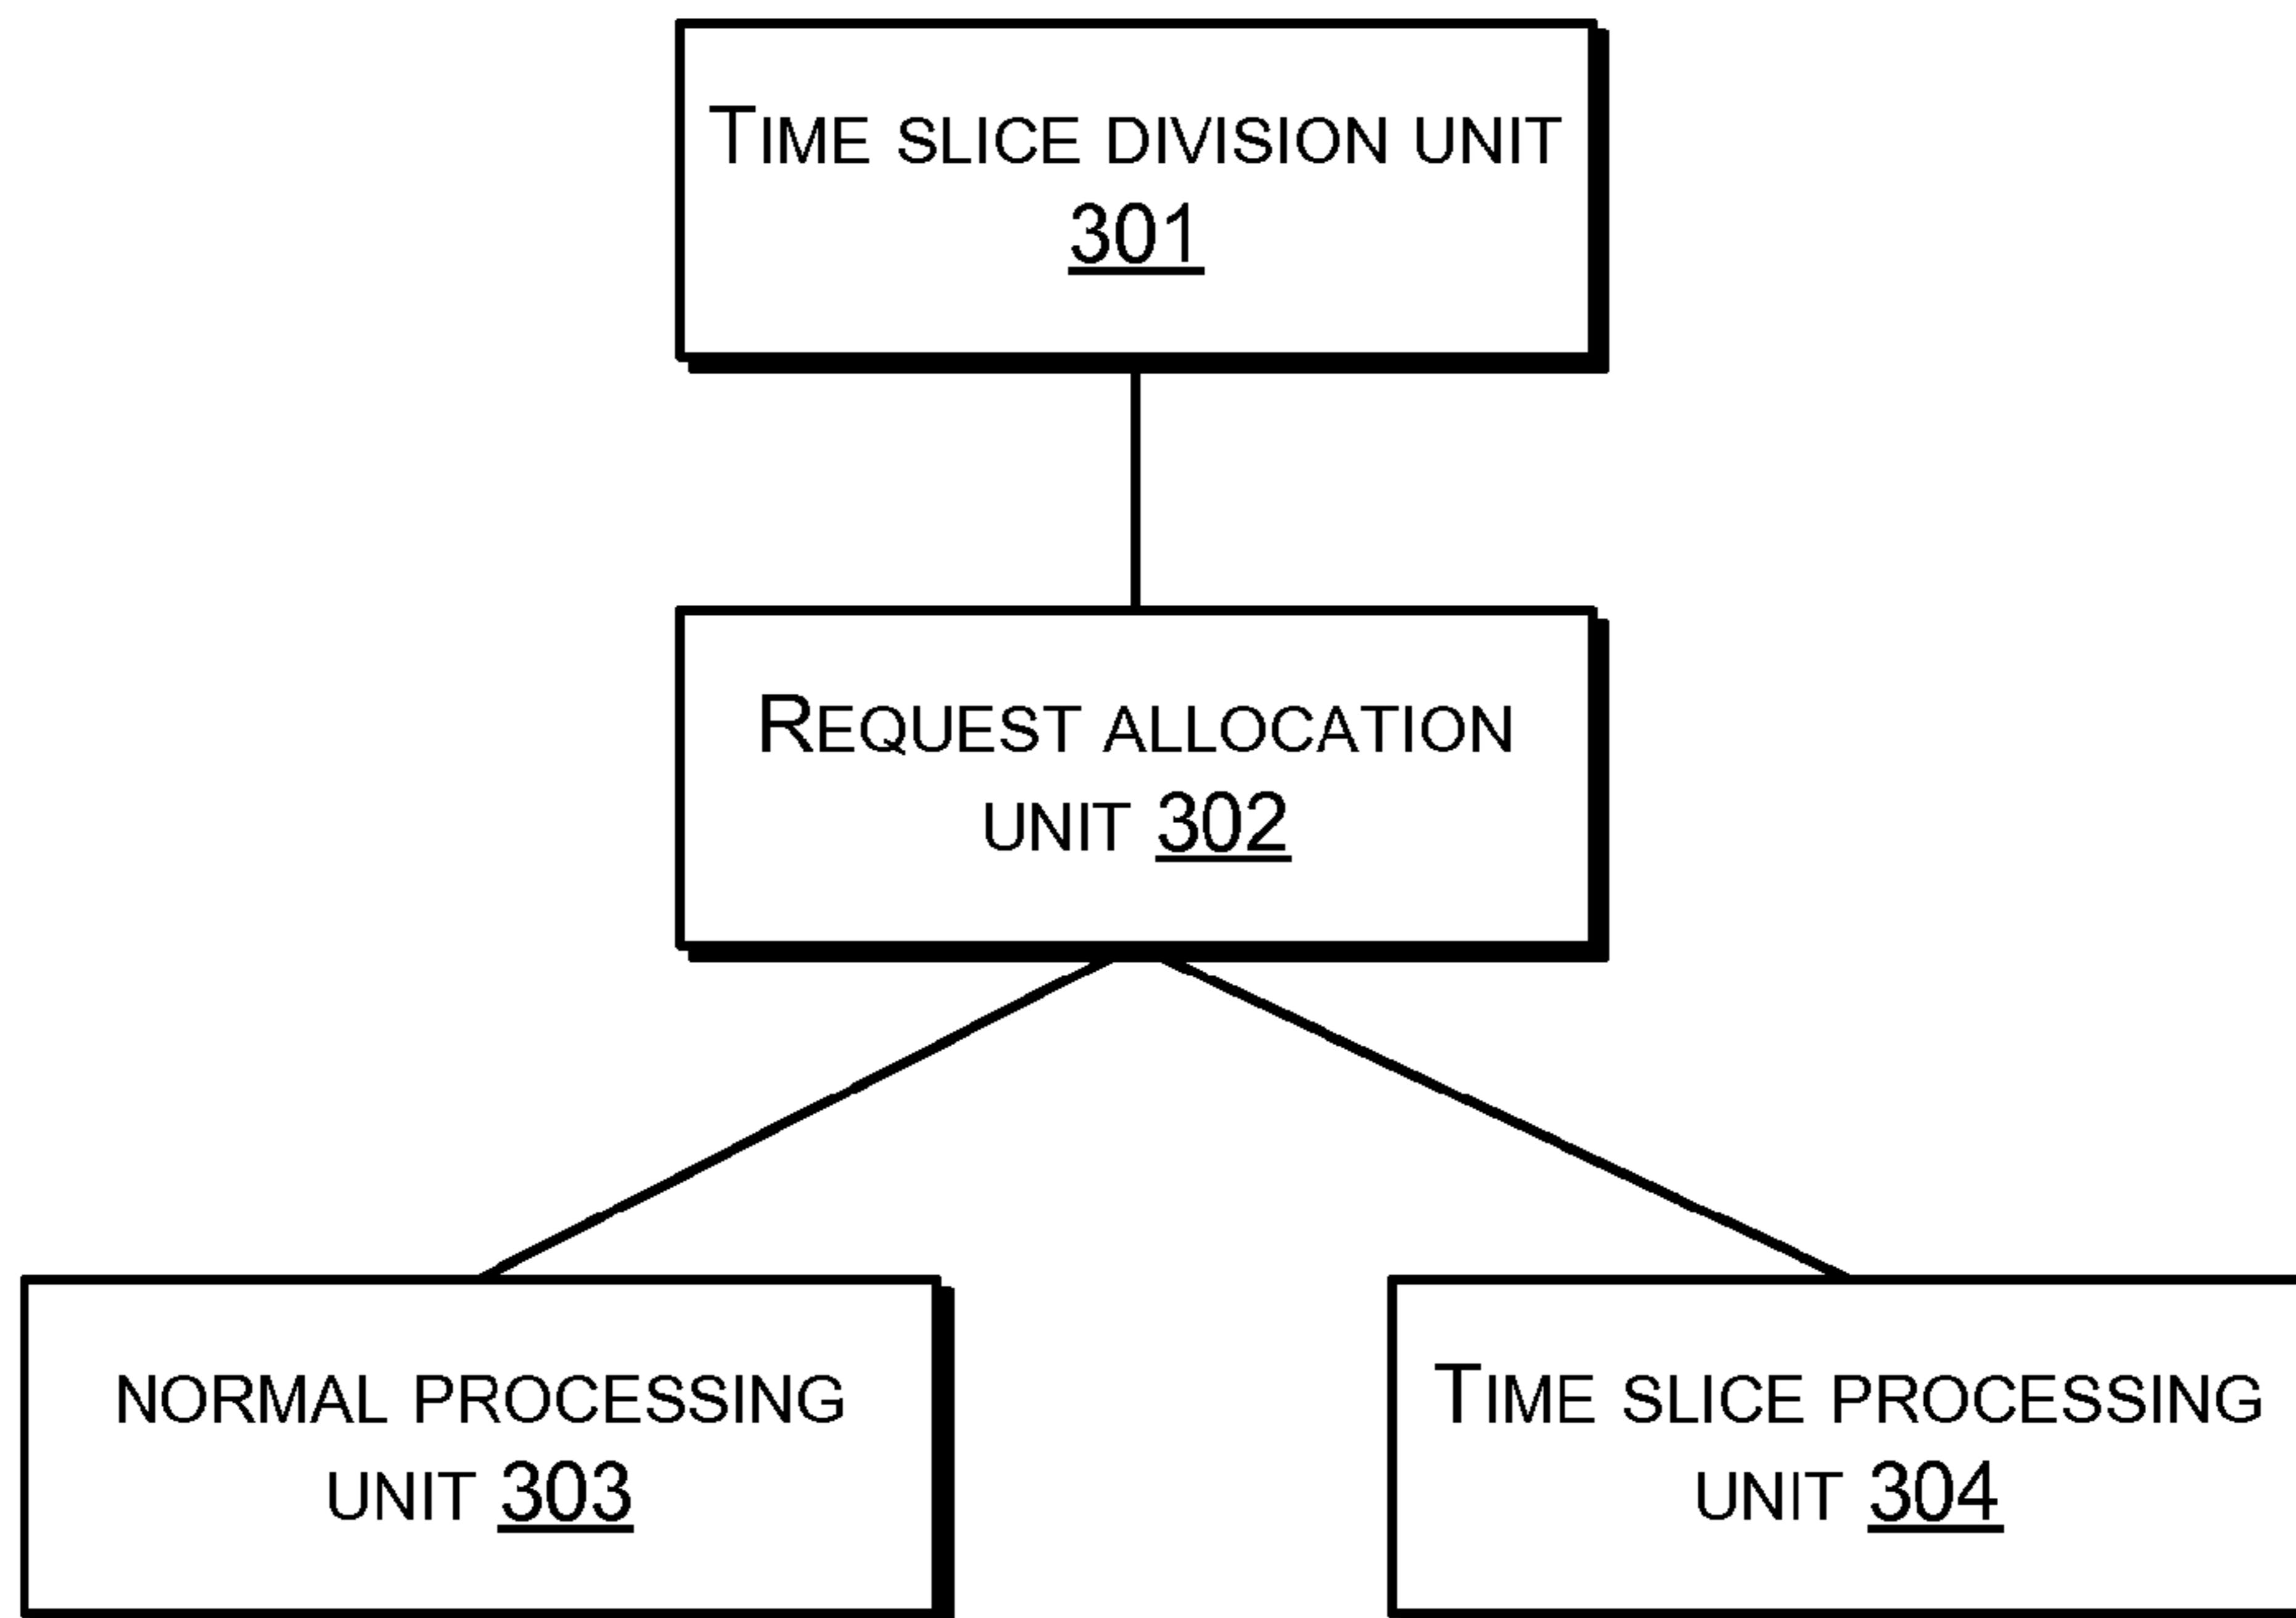 TIME SLICE DIVISION UNIT
301
REQUEST ALLOCATION
UNIT 302
NORMAL PROCESSING
UNIT 303
TIME SLICE PROCESSING
UNIT 304